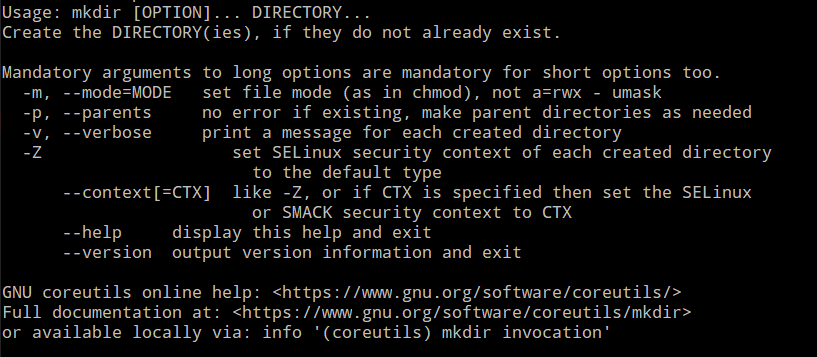 Usage: mkdir [OPTION]... DIRECTORY...
Create the DIRECTORY(ies), if they do not already exist.

Mandatory arguments to long options are mandatory for short options too.
  -m, --mode=MODE   set file mode (as in chmod), not a=rwx - umask
  -p, --parents     no error if existing, make parent directories as needed
  -v, --verbose     print a message for each created directory
  -Z                   set SELinux security context of each created directory
                         to the default type
      --context[=CTX]  like -Z, or if CTX is specified then set the SELinux
                         or SMACK security context to CTX
      --help     display this help and exit
      --version  output version information and exit

GNU coreutils online help: <https://www.gnu.org/software/coreutils/>
Full documentation at: <https://www.gnu.org/software/coreutils/mkdir>
or available locally via: info '(coreutils) mkdir invocation'